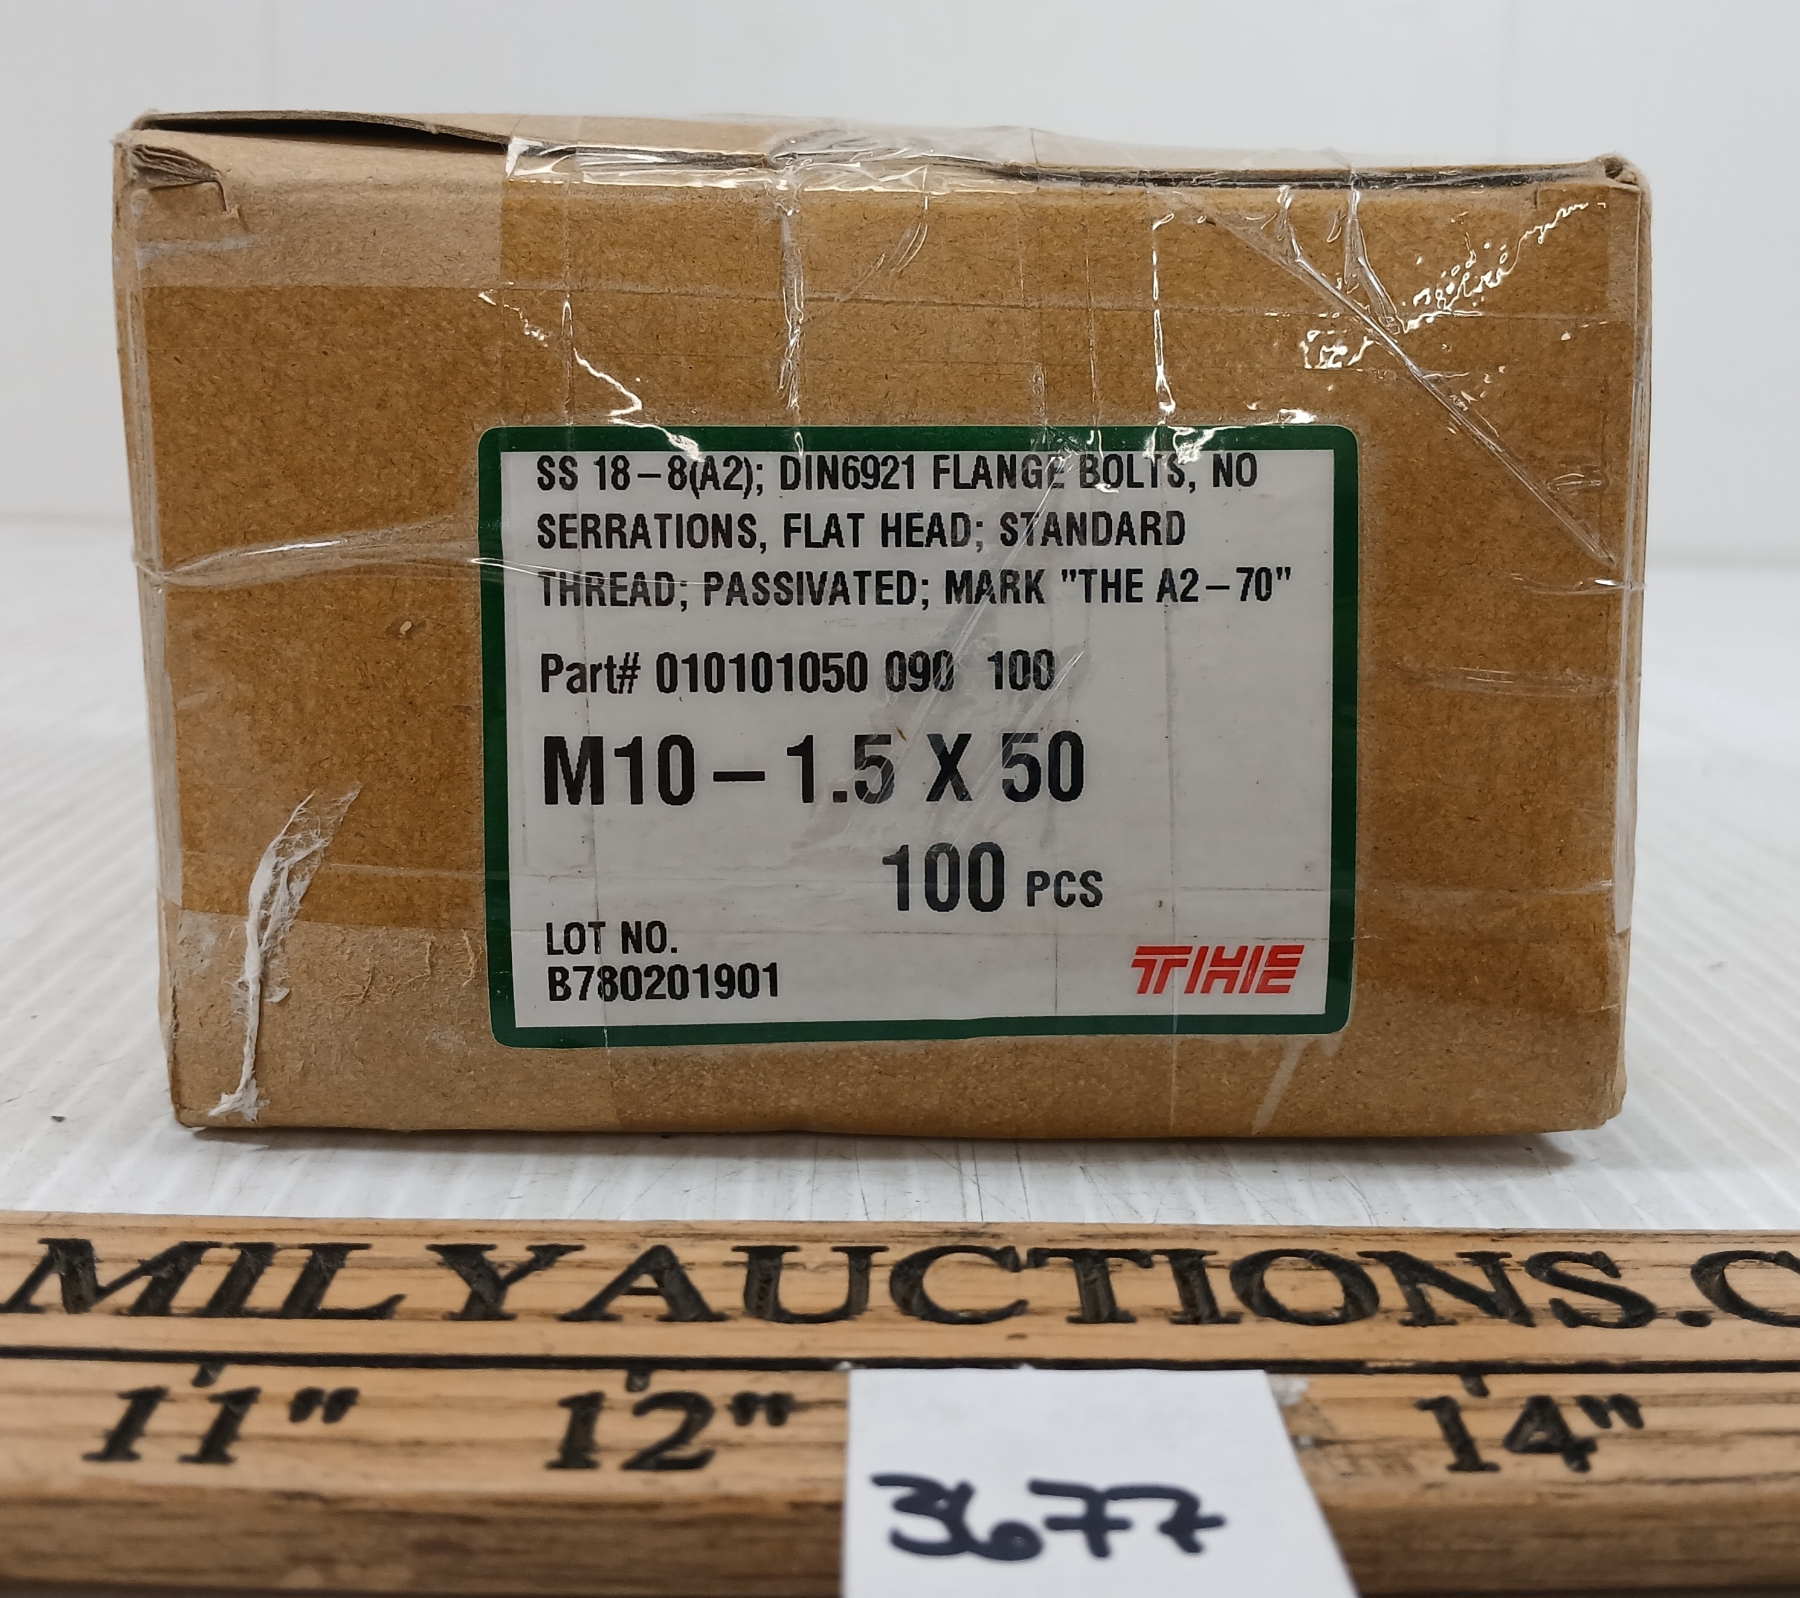 SS 18-8(A2); DIN6921 FLANGE BOLTS, NO
SERRATIONS, FLAT HEAD; STANDARD
THREAD; PASSIVATED; MARK "THE A2-70"
Part# 010101050 090 100
M10 - 1.5 X 50
100 PCS
LOT NO.
B780201901
THE
MILYAUCTIONS.C
11" 12" 14"
3677